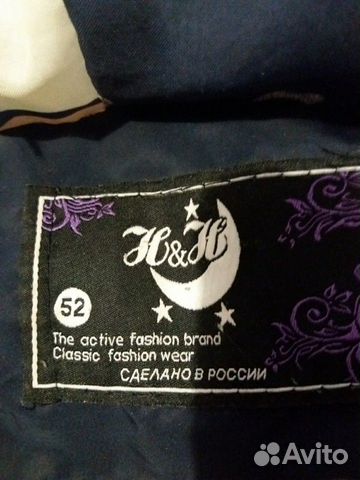 H&H
52
The active fashion brand
Classic fashion wear
СДЕЛАНО В РОССИИ
Avito